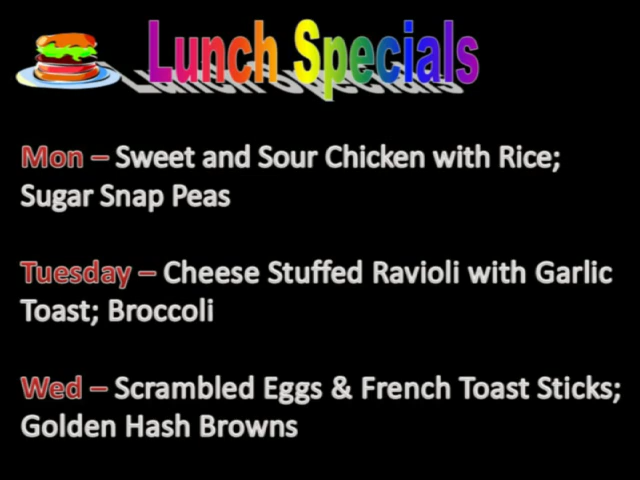 Lunch Specials
Mon – Sweet and Sour Chicken with Rice;
Sugar Snap Peas
Tuesday – Cheese Stuffed Ravioli with Garlic
Toast; Broccoli
Wed – Scrambled Eggs & French Toast Sticks;
Golden Hash Browns